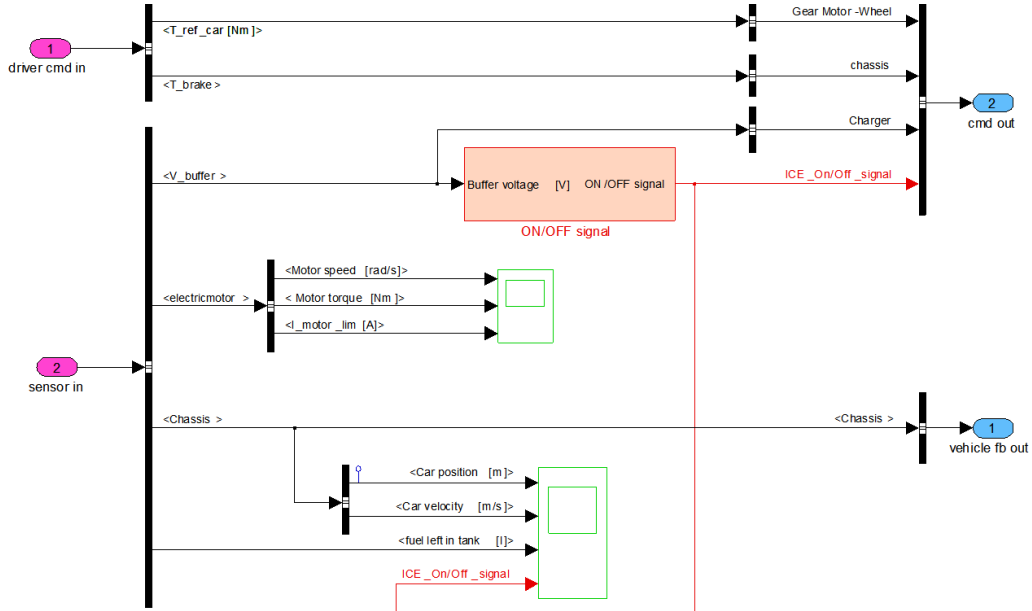 Gear Motor -Wheel
<T_ref_car [Nm ]>
1
driver cmd in
chassis
<T_brake >
2
cmd out
Charger
<V_buffer >
ICE _On/Off _signal
Buffer voltage [V] ON /OFF signal
ON/OFF signal
<Motor speed [rad/s]>
<electricmotor >
< Motor torque [Nm ]>
<I_motor _lim [A]>
2
sensor in
<Chassis >
<Chassis >
1
vehicle fb out
<Car position [m ]>
<Car velocity [m/s ]>
<fuel left in tank [l]>
ICE _On/Off _signal